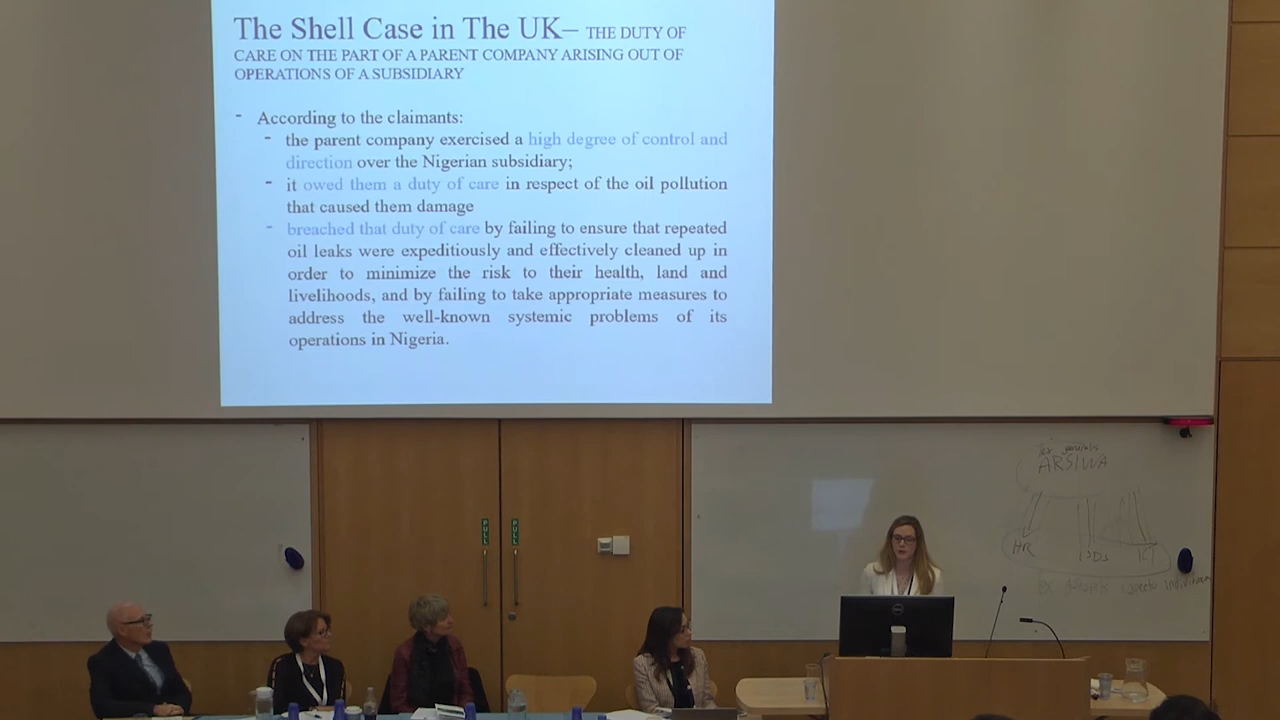 The Shell Case in The UK– THE DUTY OF
CARE ON THE PART OF A PARENT COMPANY ARISING OUT OF
OPERATIONS OF A SUBSIDIARY
- According to the claimants:
- the parent company exercised a high degree of control and
direction over the Nigerian subsidiary;
- it owed them a duty of care in respect of the oil pollution
that caused them damage
- breached that duty of care by failing to ensure that repeated
oil leaks were expeditiously and effectively cleaned up in
order to minimize the risk to their health, land and
livelihoods, and by failing to take appropriate measures to
address the well-known systemic problems of its
operations in Nigeria.
PULL
PULL
ARSIWA
HR
DELL